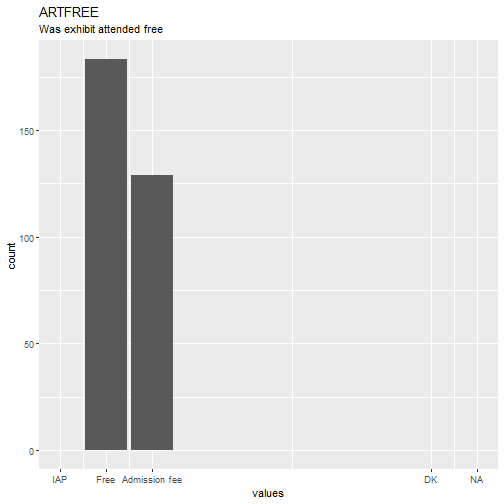 ARTFREE
Was exhibit attended free
count
150
100
50
0
IAP Free Admission fee DK NA
values